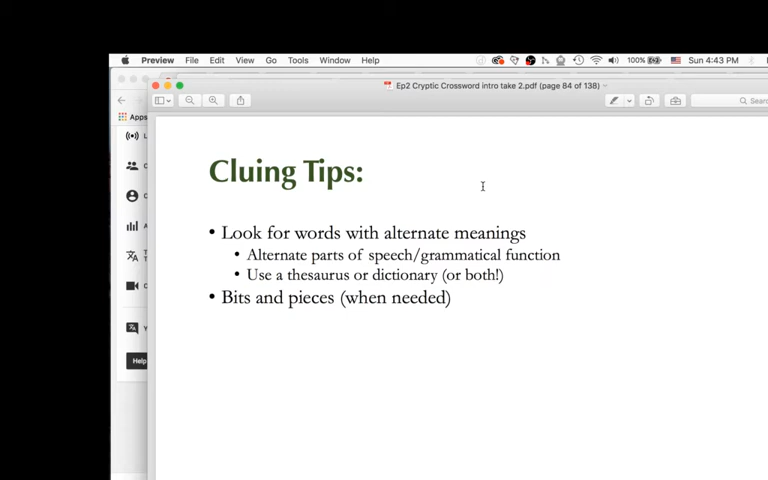 Preview File Edit View Go Tools Window Help 100% Sun 4:43 PM
Ep2 Cryptic Crossword intro take 2.pdf (page 84 of 138)
Apps
Help
Cluing Tips:
• Look for words with alternate meanings
• Alternate parts of speech/grammatical function
• Use a thesaurus or dictionary (or both!)
• Bits and pieces (when needed)